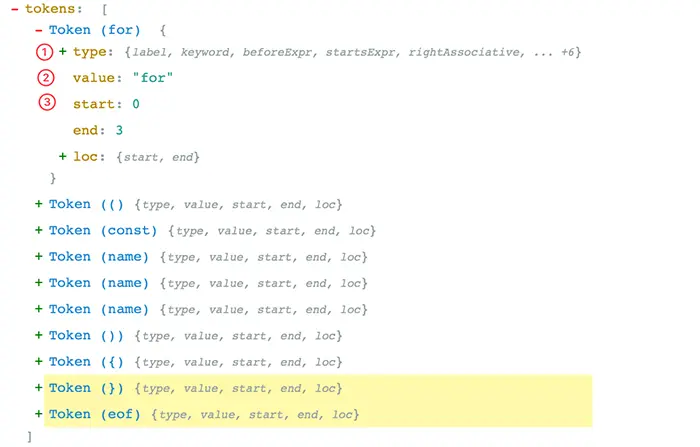 − tokens: [
− Token (for) {
① + type: {label, keyword, beforeExpr, startsExpr, rightAssociative, ... +6}
② value: "for"
③ start: 0
end: 3
+ loc: {start, end}
}
+ Token (() {type, value, start, end, loc}
+ Token (const) {type, value, start, end, loc}
+ Token (name) {type, value, start, end, loc}
+ Token (name) {type, value, start, end, loc}
+ Token (name) {type, value, start, end, loc}
+ Token ()) {type, value, start, end, loc}
+ Token ({) {type, value, start, end, loc}
+ Token (}) {type, value, start, end, loc}
+ Token (eof) {type, value, start, end, loc}
]